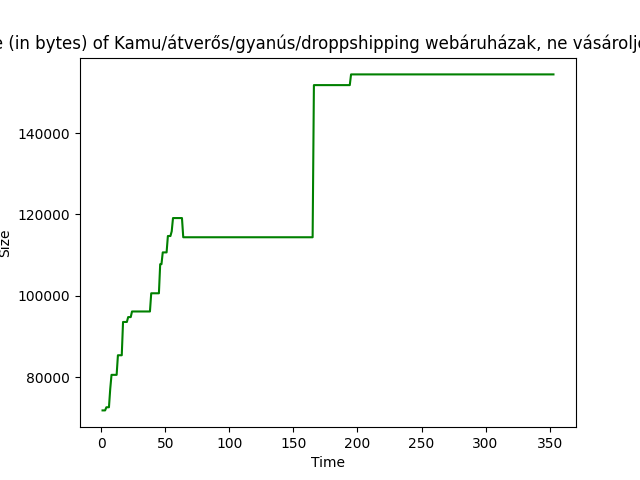 (in bytes) of Kamu/átverős/gyanús/droppshipping webáruházak, ne
140000
120000
100000
80000
Size
0 50 100 150 200 250 300 350
Time